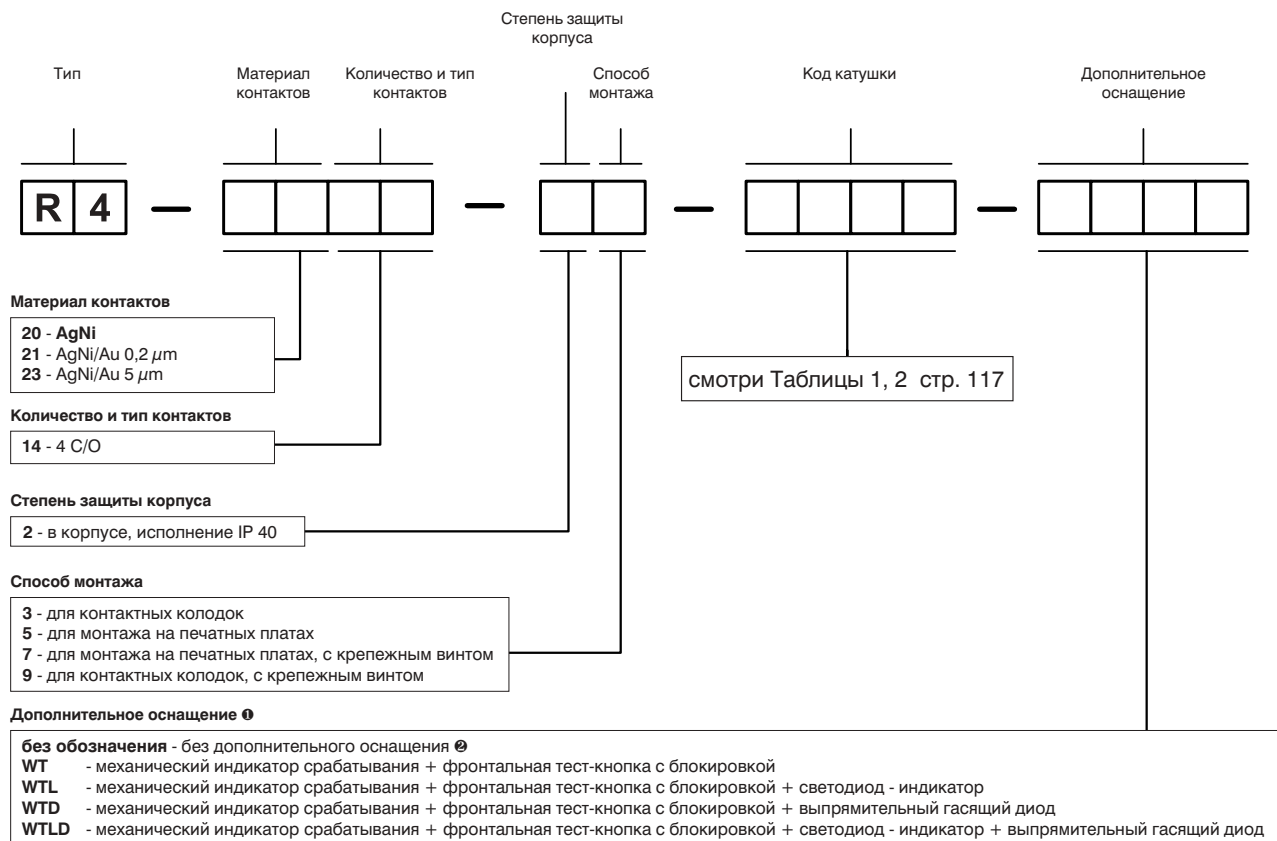 Степень защиты
корпуса
Тип
Материал
контактов
Количество и тип
контактов
Способ
монтажа
Код катушки
Дополнительное
оснащение
R 4 — — — —
Материал контактов
20 - AgNi
21 - AgNi/Au 0,2 µm
23 - AgNi/Au 5 µm
смотри Таблицы 1, 2 стр. 117
Количество и тип контактов
14 - 4 C/O
Степень защиты корпуса
2 - в корпусе, исполнение IP 40
Способ монтажа
3 - для контактных колодок
5 - для монтажа на печатных платах
7 - для монтажа на печатных платах, с крепежным винтом
9 - для контактных колодок, с крепежным винтом
Дополнительное оснащение ❶
без обозначения - без дополнительного оснащения ❷
WT - механический индикатор срабатывания + фронтальная тест-кнопка с блокировкой
WTL - механический индикатор срабатывания + фронтальная тест-кнопка с блокировкой + светодиод - индикатор
WTD - механический индикатор срабатывания + фронтальная тест-кнопка с блокировкой + выпрямительный гасящий диод
WTLD - механический индикатор срабатывания + фронтальная тест-кнопка с блокировкой + светодиод - индикатор + выпрямительный гасящий диод